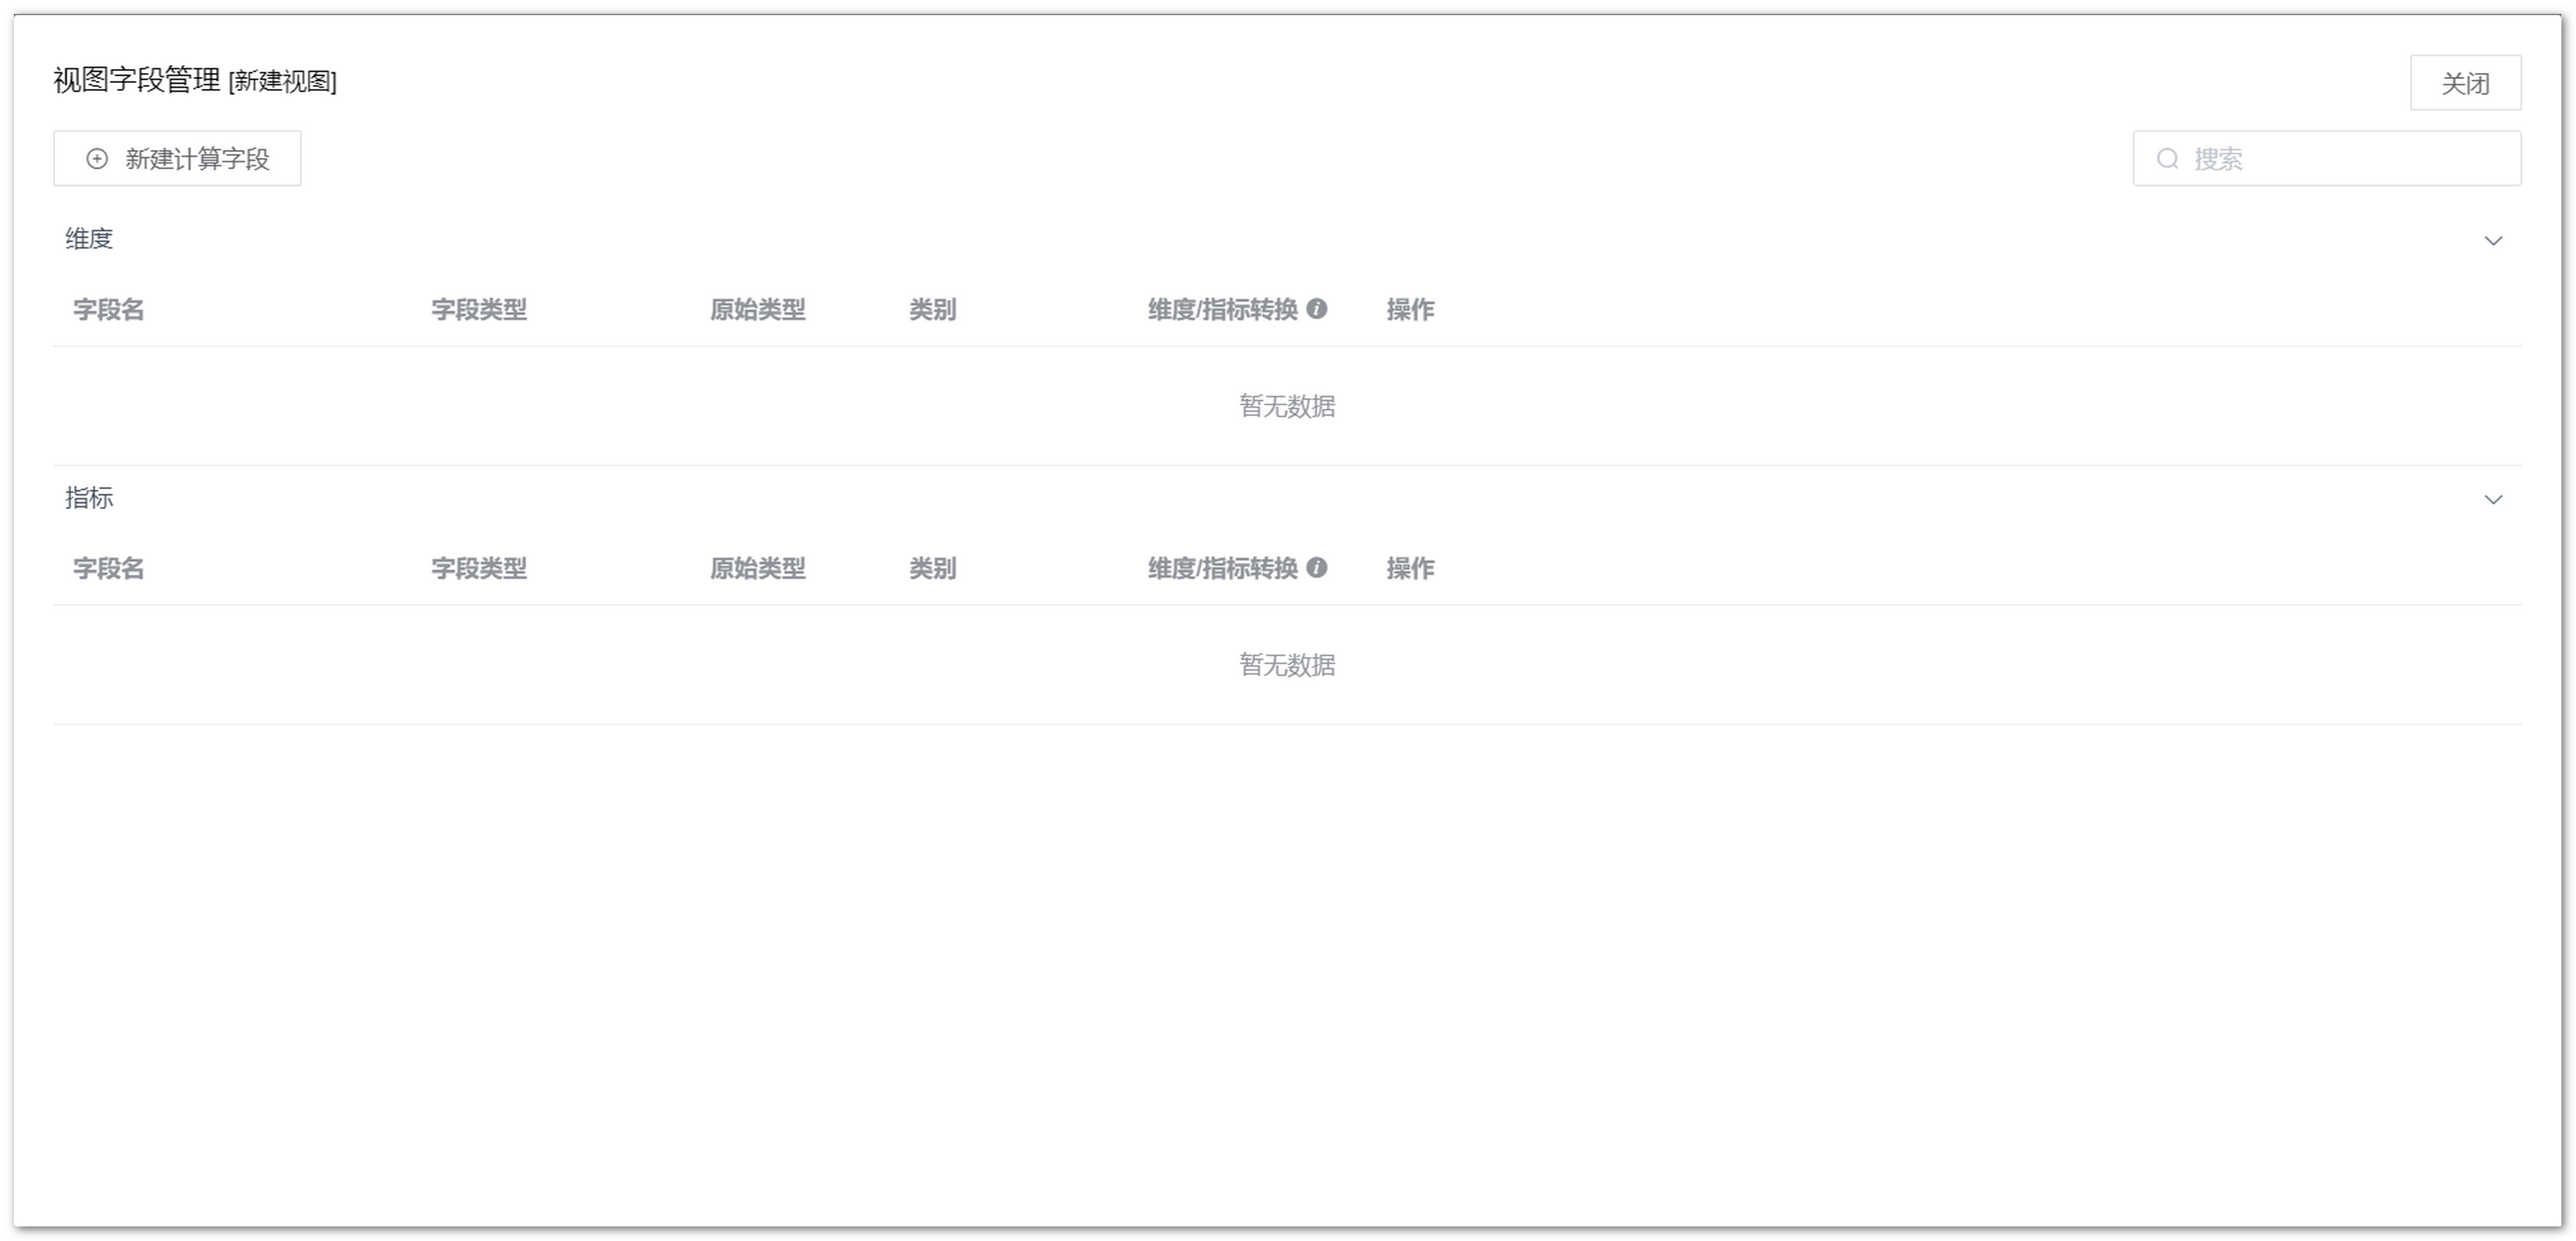 视图字段管理 [新建视图]
关闭
新建计算字段
搜索
维度
字段名 字段类型 原始类型 类别 维度/指标转换 操作
暂无数据
指标
字段名 字段类型 原始类型 类别 维度/指标转换 操作
暂无数据